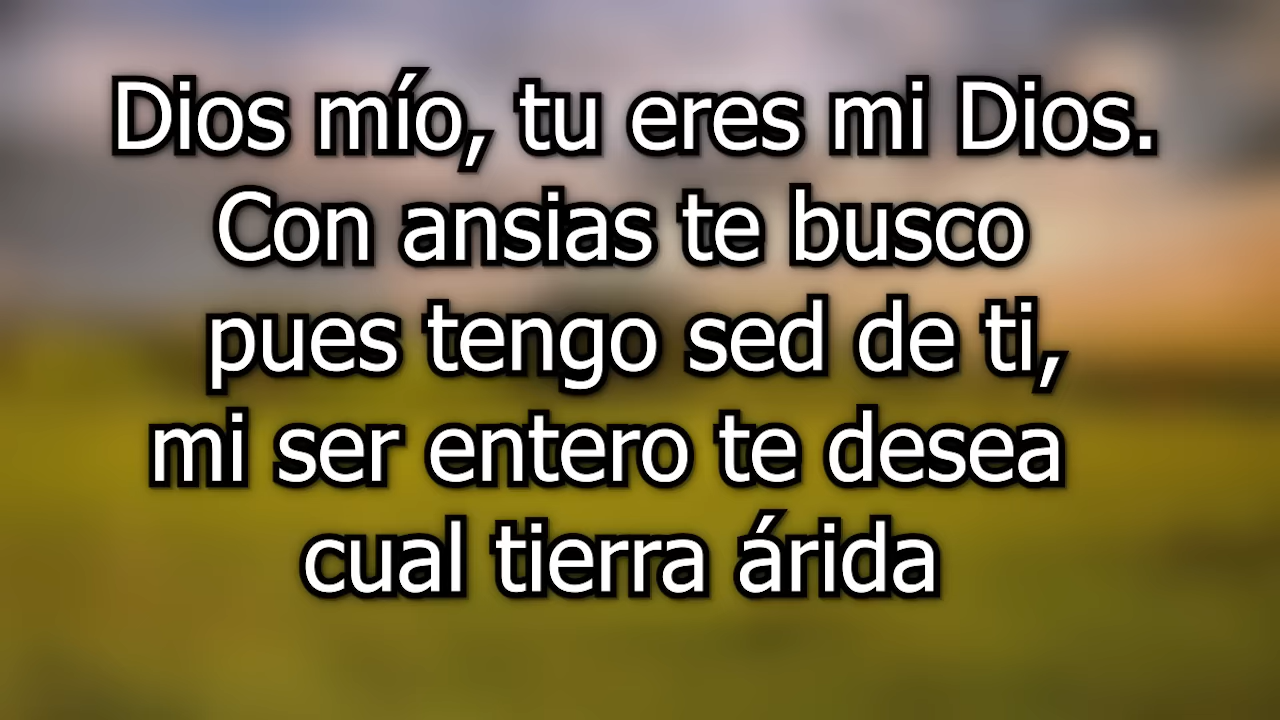 Dios mío, tu eres mi Dios.
Con ansias te busco
pues tengo sed de ti,
mi ser entero te desea
cual tierra árida